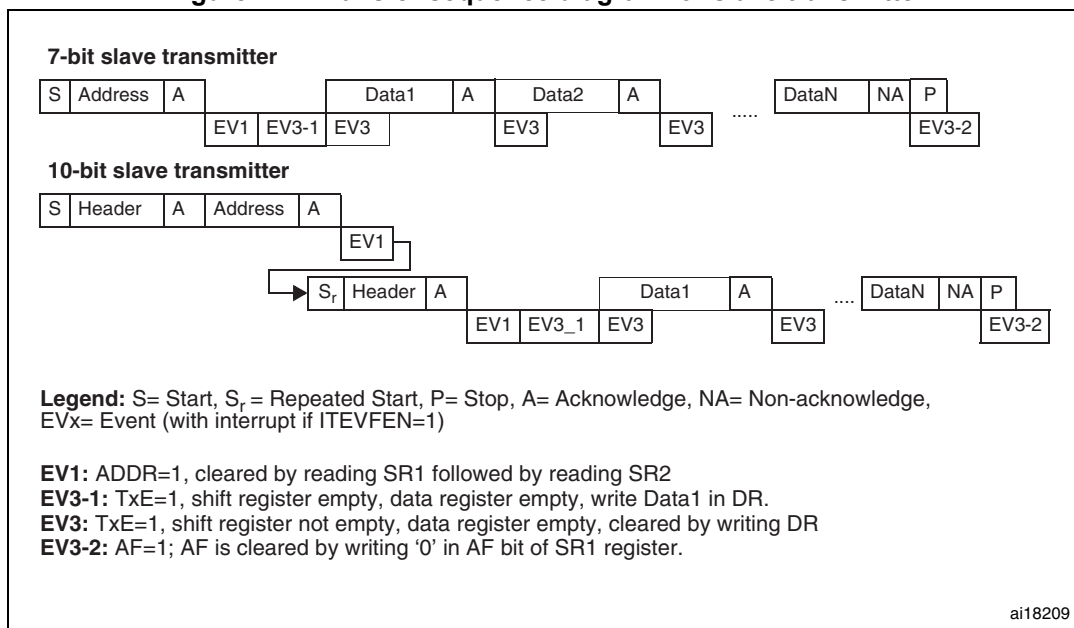 7-bit slave transmitter
S Address A Data1 A Data2 A ..... DataN NA P
EV1 EV3-1 EV3 EV3 EV3 EV3-2
10-bit slave transmitter
S Header A Address A
EV1
Sr Header A Data1 A .... DataN NA P
EV1 EV3_1 EV3 EV3 EV3-2
Legend: S= Start, Sr = Repeated Start, P= Stop, A= Acknowledge, NA= Non-acknowledge,
EVx= Event (with interrupt if ITEVFEN=1)
EV1: ADDR=1, cleared by reading SR1 followed by reading SR2
EV3-1: TxE=1, shift register empty, data register empty, write Data1 in DR.
EV3: TxE=1, shift register not empty, data register empty, cleared by writing DR
EV3-2: AF=1; AF is cleared by writing ‘0’ in AF bit of SR1 register.
ai18209